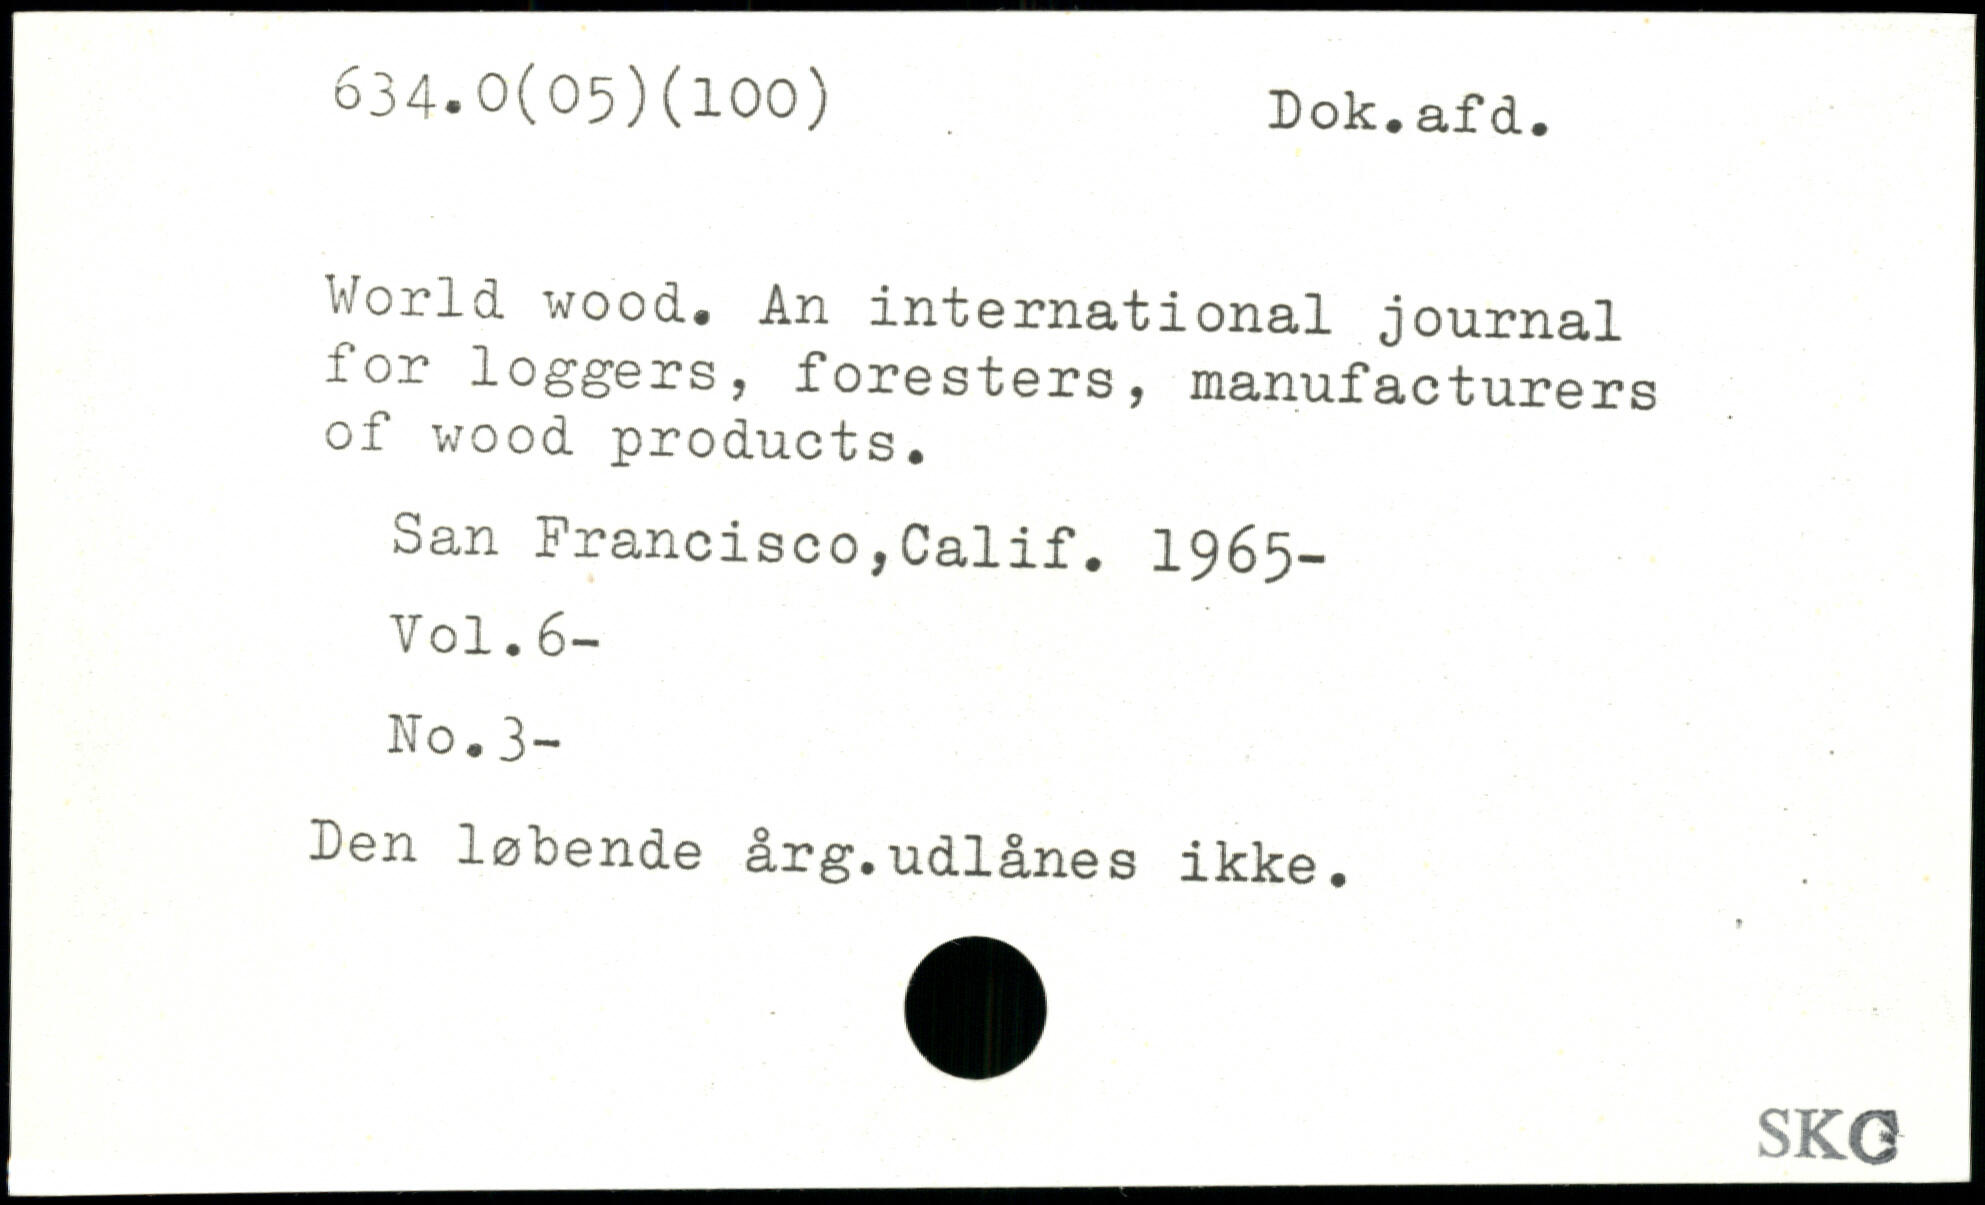 634.0(05)(100)
Dok.afd.
World wood. An international journal
for loggers, foresters, manufacturers
of wood products.
San Francisco,Calif. 1965-
Vol.6-
No.3-
Den løbende årg.udlånes ikke.
SKC